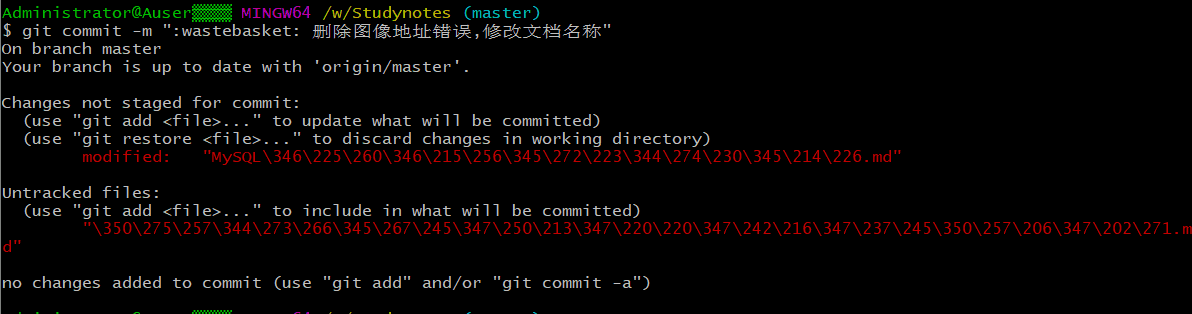 Administrator@Auser▒▒▒▒ MINGW64 /w/Studynotes (master)
$ git commit -m ":wastebasket: 删除图像地址错误,修改文档名称"
On branch master
Your branch is up to date with 'origin/master'.
Changes not staged for commit:
(use "git add <file>..." to update what will be committed)
(use "git restore <file>..." to discard changes in working directory)
modified:   "MySQL\346\225\260\346\215\256\345\272\223\344\274\230\345\214\226.md"
Untracked files:
(use "git add <file>..." to include in what will be committed)
"\350\275\257\344\273\266\345\267\245\347\250\213\347\220\220\347\242\216\347\237\245\350\257\206\347\202\271.m
d"
no changes added to commit (use "git add" and/or "git commit -a")